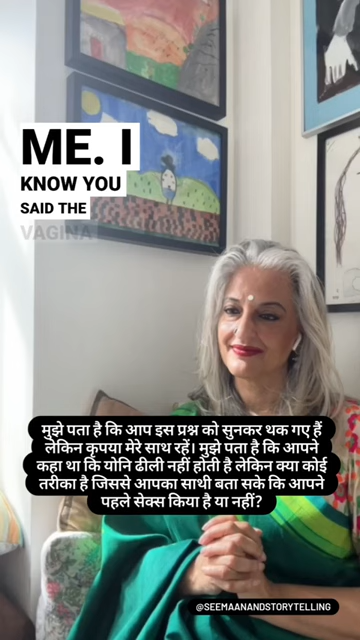 ME. I
KNOW YOU
SAID THE
VAGINA
मुझे पता है कि आप इस प्रश्न को सुनकर थक गए हैं
लेकिन कृपया मेरे साथ रहें। मुझे पता है कि आपने
कहा था कि योनि ढीली नहीं होती है लेकिन क्या कोई
तरीका है जिससे आपका साथी बता सके कि आपने
पहले सेक्स किया है या नहीं?
@SEEMAANANDSTORYTELLING